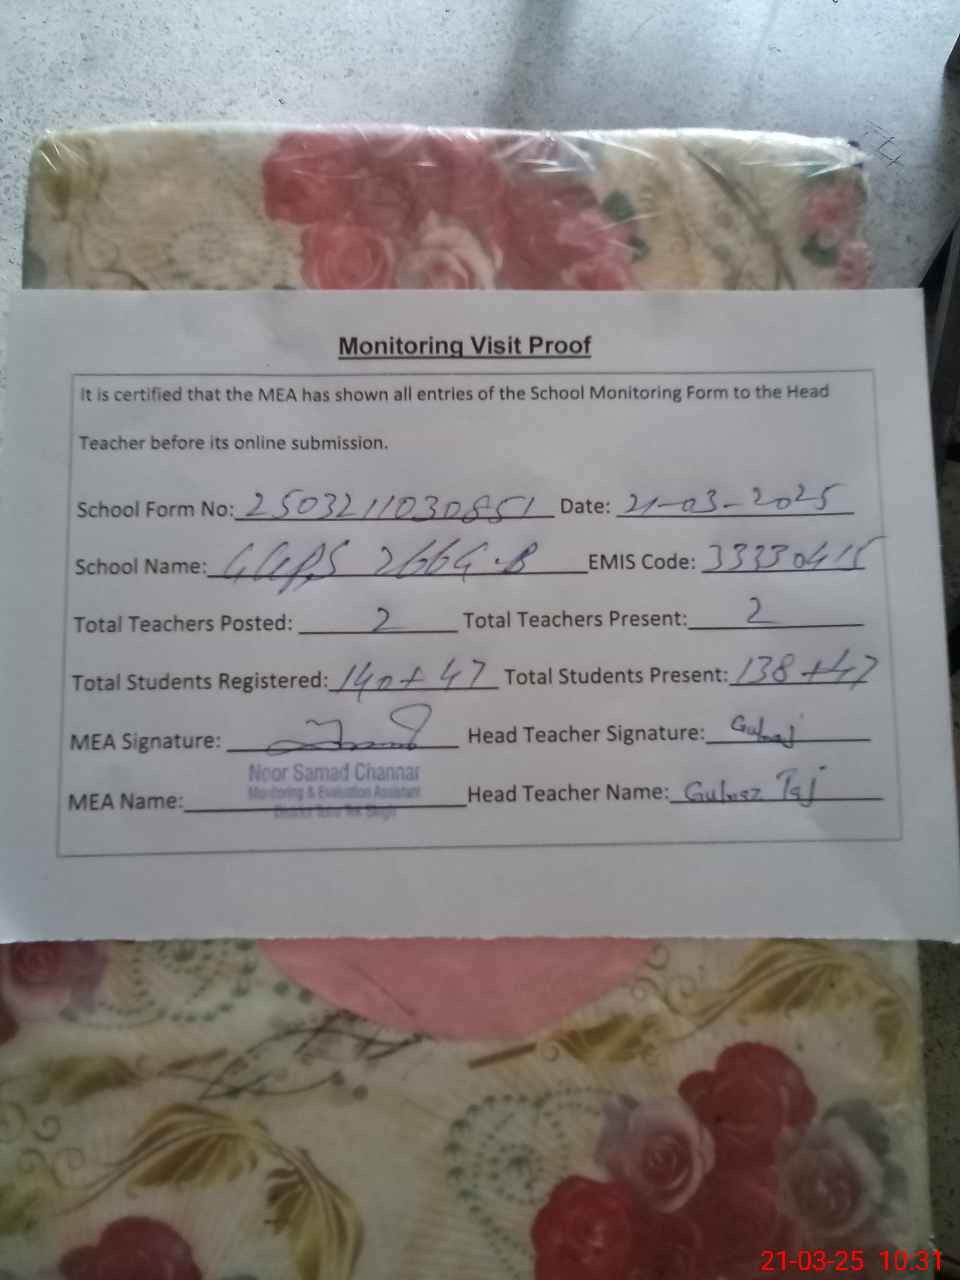 Monitoring Visit Proof
It is certified that the MEA has shown all entries of the School Monitoring Form to the Head
Teacher before its online submission.
School Form No: 2503211030851 Date: 21-03-2025
School Name: GGPS 266 G.B EMIS Code: 33330415
Total Teachers Posted: 2 Total Teachers Present: 2
Total Students Registered: 140+47 Total Students Present: 138+47
MEA Signature: Head Teacher Signature:
Noor Samad Channar
Monitoring & Evaluation Assistant
MEA Name: Head Teacher Name: Taj
21-03-25 10:31